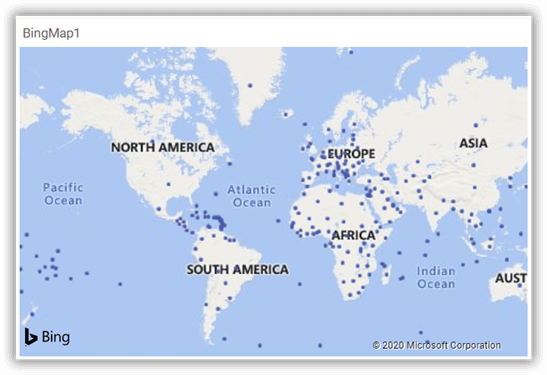 BingMap1
NORTH AMERICA
EUROPE
ASIA
Pacific
Ocean
Atlantic
Ocean
AFRICA
SOUTH AMERICA
Indian
Ocean
AUST
Bing
© 2020 Microsoft Corporation